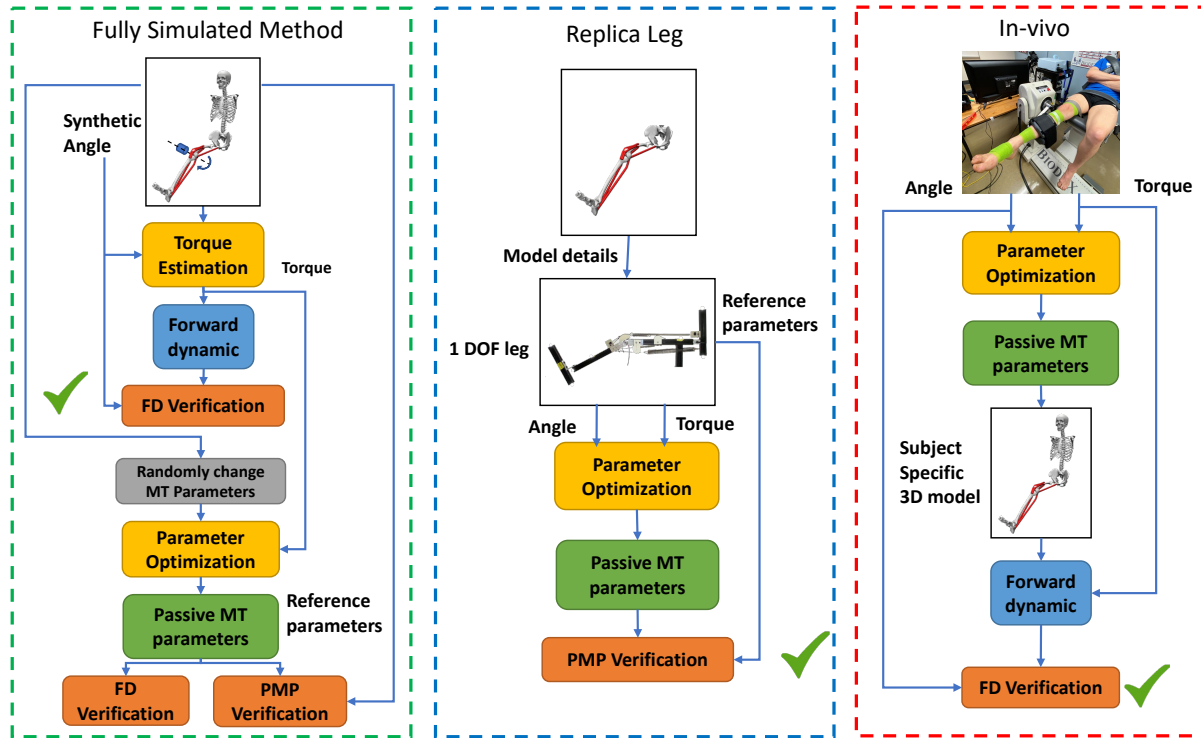 Fully Simulated Method
Synthetic
Angle
Torque
Estimation
Torque
Forward
dynamic
FD Verification
Randomly change
MT Parameters
Parameter
Optimization
Passive MT
parameters
Reference
parameters
FD
Verification
PMP
Verification
Replica Leg
Model details
1 DOF leg
Reference
parameters
Angle
Torque
Parameter
Optimization
Passive MT
parameters
PMP Verification
In-vivo
BIOD
Angle
Torque
Parameter
Optimization
Passive MT
parameters
Subject
Specific
3D model
Forward
dynamic
FD Verification